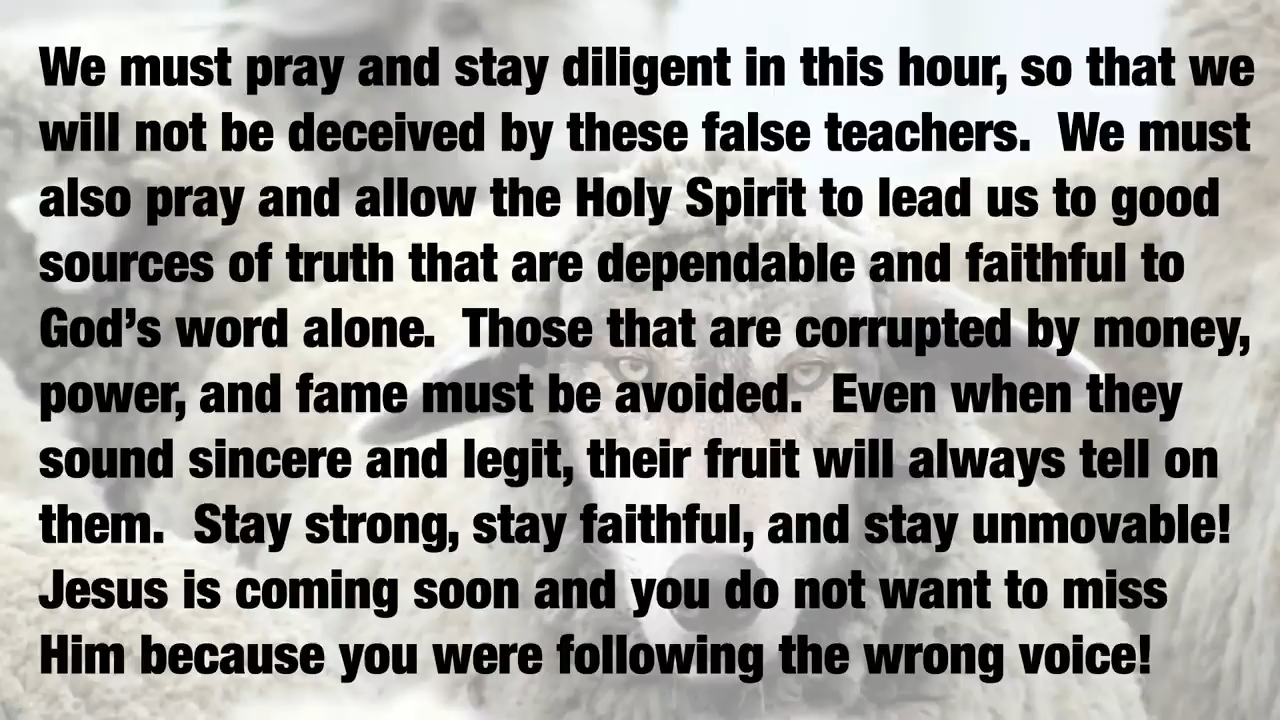 We must pray and stay diligent in this hour, so that we
will not be deceived by these false teachers.  We must
also pray and allow the Holy Spirit to lead us to good
sources of truth that are dependable and faithful to
God’s word alone.  Those that are corrupted by money,
power, and fame must be avoided.  Even when they
sound sincere and legit, their fruit will always tell on
them.  Stay strong, stay faithful, and stay unmovable!
Jesus is coming soon and you do not want to miss
Him because you were following the wrong voice!